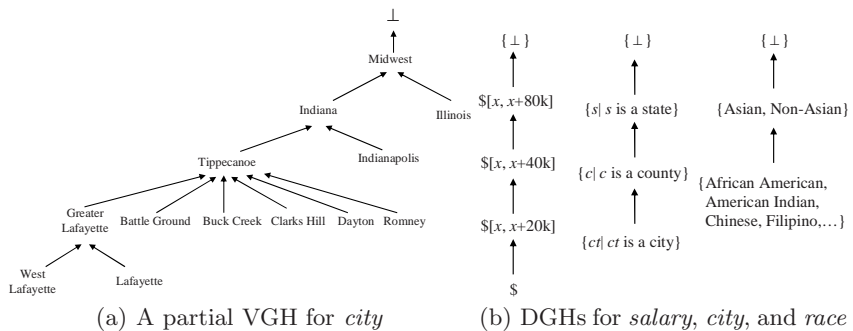 ⊥
Midwest
Indiana
Illinois
Tippecanoe
Indianapolis
Greater
Lafayette
Battle Ground
Buck Creek
Clarks Hill
Dayton
Romney
West
Lafayette
Lafayette
(a) A partial VGH for city
{⊥}
$[x, x+80k]
$[x, x+40k]
$[x, x+20k]
$
{⊥}
{s| s is a state}
{c| c is a county}
{ct| ct is a city}
{⊥}
{Asian, Non-Asian}
{African American,
American Indian,
Chinese, Filipino,…}
(b) DGHs for salary, city, and race